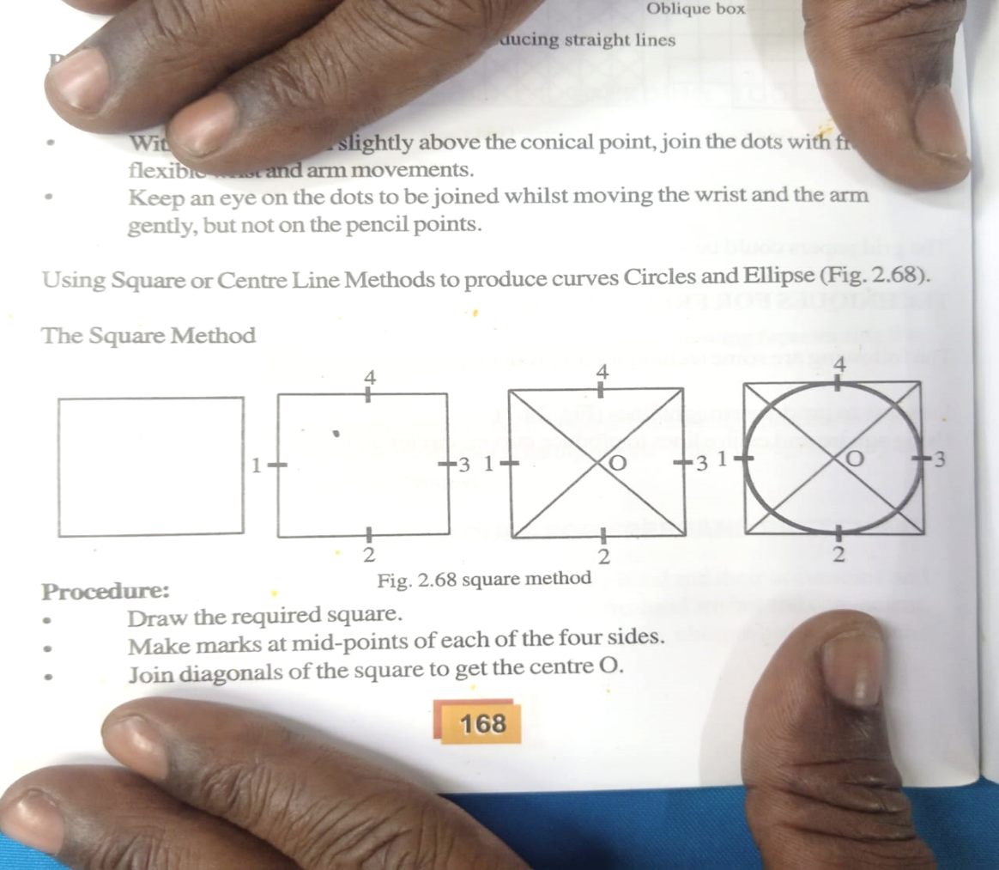 Oblique box
ducing straight lines
• Wit slightly above the conical point, join the dots with
and arm movements.
• Keep an eye on the dots to be joined whilst moving the wrist and the arm
gently, but not on the pencil points.
Using Square or Centre Line Methods to produce curves Circles and Ellipse (Fig. 2.68).
The Square Method
4 4 4
1 3 1 O 3 1 O 3
2 2 2
Fig. 2.68 square method
Procedure:
• Draw the required square.
• Make marks at mid-points of each of the four sides.
• Join diagonals of the square to get the centre O.
168